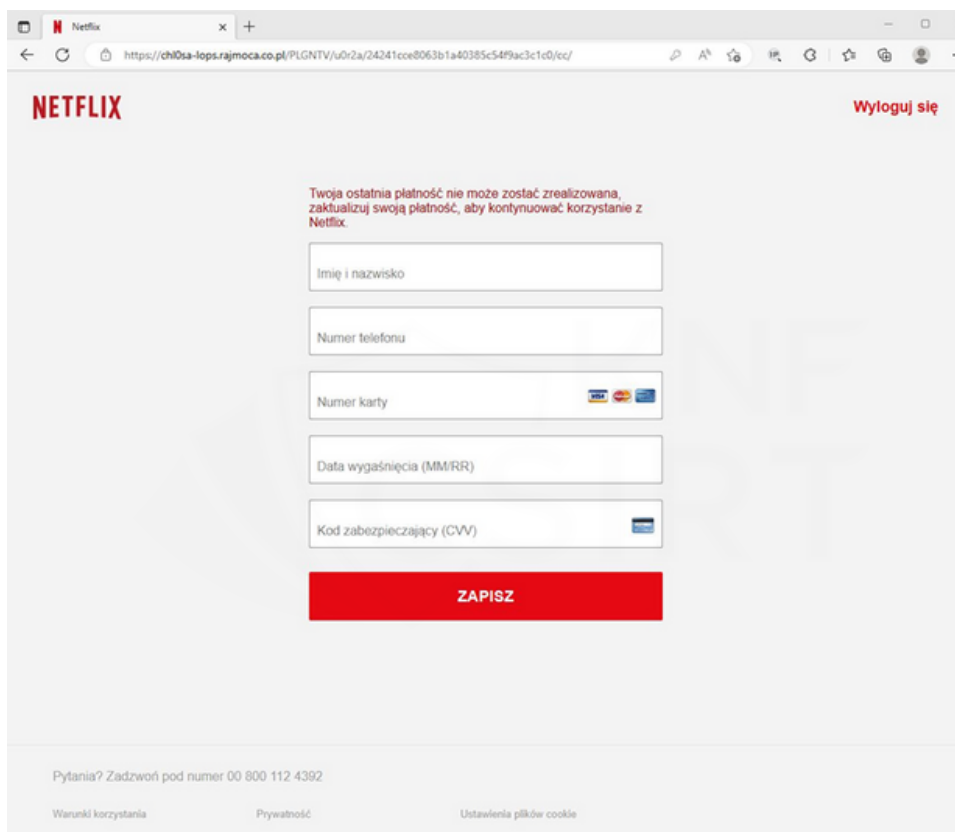 Netflix
https://chl0sa-lops.rajmoca.co.pl/PLGNTV/u0r2a/24241cce8063b1a40385c54f9ac3c1c0/cc/
NETFLIX
Wyloguj się
Twoja ostatnia płatność nie może zostać zrealizowana,
zaktualizuj swoją płatność, aby kontynuować korzystanie z
Netflix.
Imię i nazwisko
Numer telefonu
Numer karty
VISA
Data wygaśnięcia (MM/RR)
Kod zabezpieczający (CVV)
ZAPISZ
Pytania? Zadzwoń pod numer 00 800 112 4392
Warunki korzystania
Prywatność
Ustawienia plików cookie